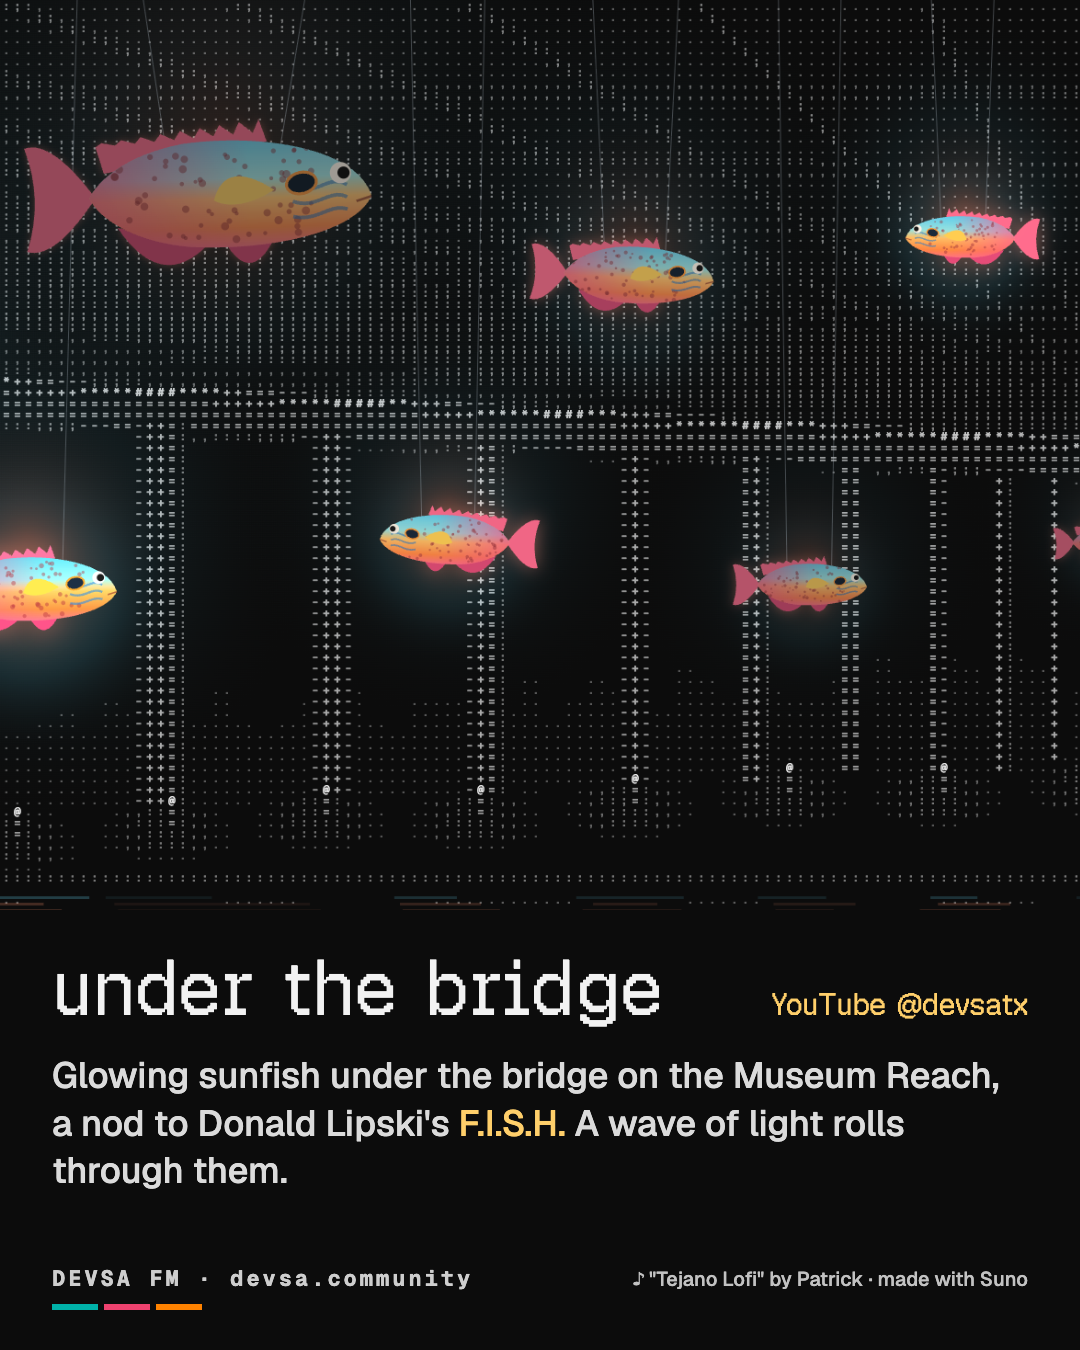 under the bridge
YouTube @devsatx
Glowing sunfish under the bridge on the Museum Reach,
a nod to Donald Lipski's F.I.S.H. A wave of light rolls
through them.
DEVSA FM · devsa.community
♪ "Tejano Lofi" by Patrick · made with Suno